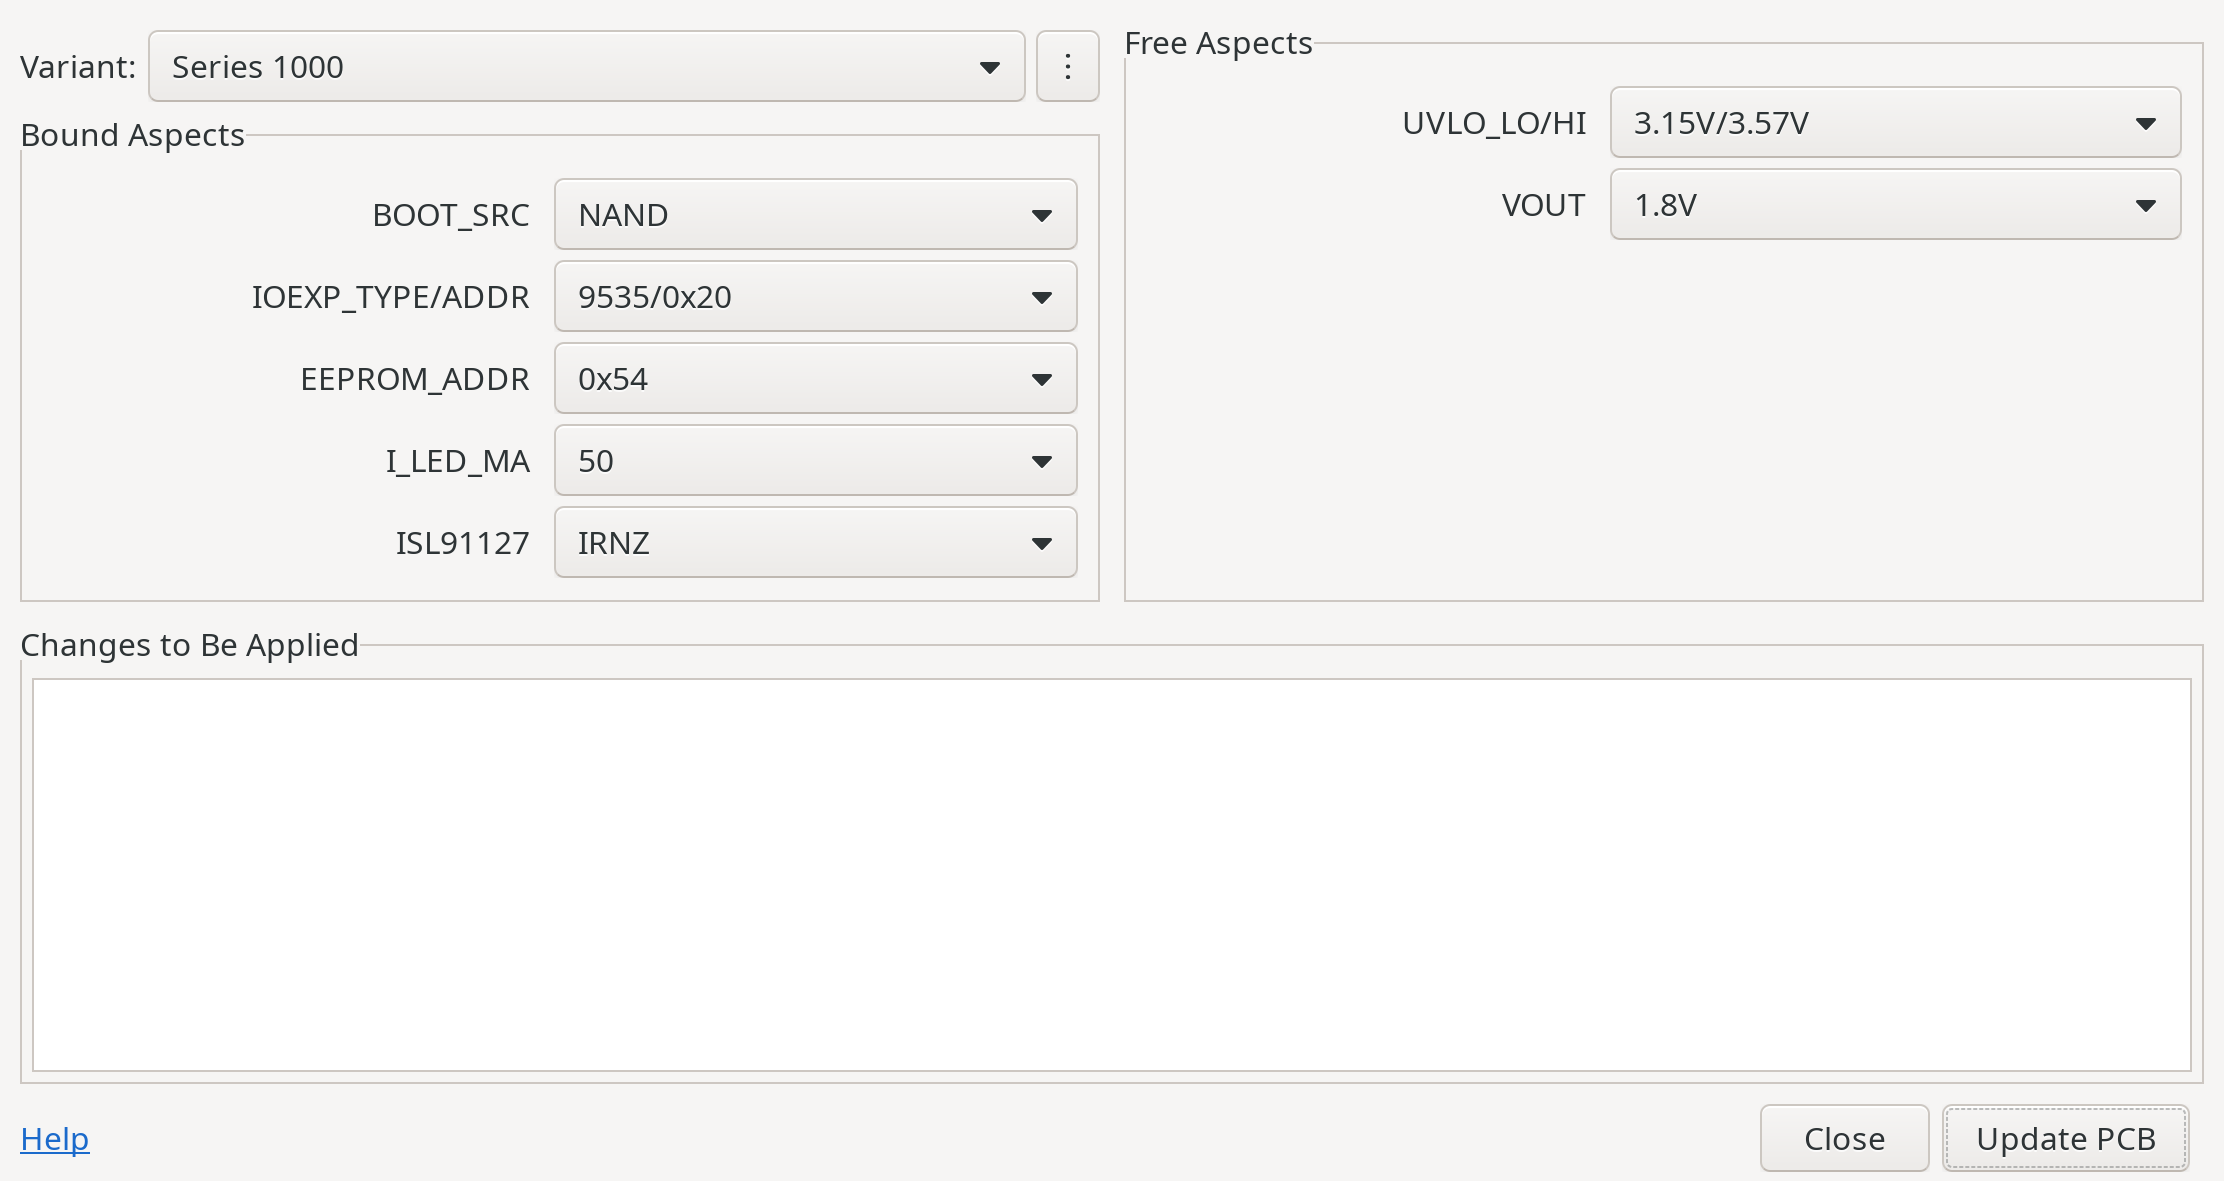 Variant: Series 1000
Bound Aspects
BOOT_SRC NAND
IOEXP_TYPE/ADDR 9535/0x20
EEPROM_ADDR 0x54
I_LED_MA 50
ISL91127 IRNZ
Free Aspects
UVLO_LO/HI 3.15V/3.57V
VOUT 1.8V
Changes to Be Applied
Help
Close
Update PCB